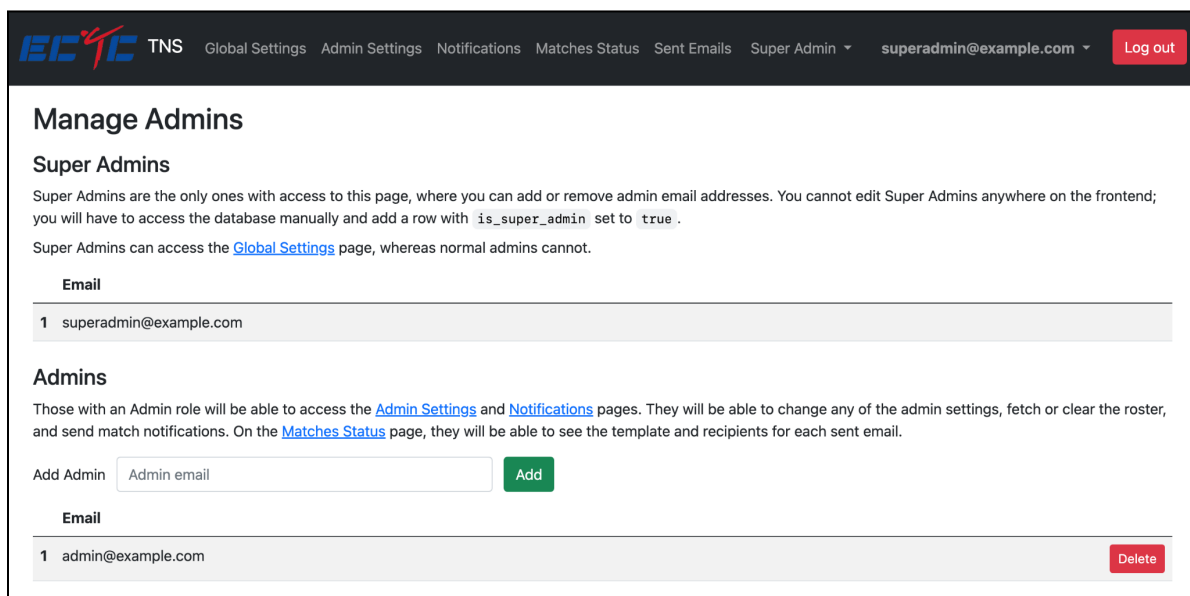 ECTC TNS Global Settings Admin Settings Notifications Matches Status Sent Emails Super Admin superadmin@example.com Log out
Manage Admins
Super Admins
Super Admins are the only ones with access to this page, where you can add or remove admin email addresses. You cannot edit Super Admins anywhere on the frontend;
you will have to access the database manually and add a row with is_super_admin set to true.
Super Admins can access the Global Settings page, whereas normal admins cannot.
Email
1 superadmin@example.com
Admins
Those with an Admin role will be able to access the Admin Settings and Notifications pages. They will be able to change any of the admin settings, fetch or clear the roster,
and send match notifications. On the Matches Status page, they will be able to see the template and recipients for each sent email.
Add Admin Admin email Add
Email
1 admin@example.com Delete